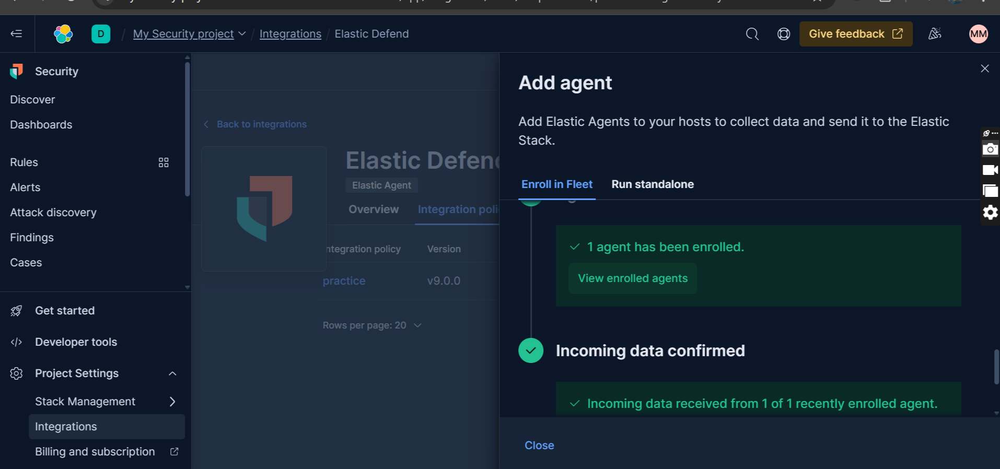 D
/ My Security project / Integrations / Elastic Defend
Give feedback
MM
Security
Discover
Dashboards
Rules
Alerts
Attack discovery
Findings
Cases
Get started
Developer tools
Project Settings
Stack Management
Integrations
Billing and subscription
Back to integrations
Elastic Defend
Elastic Agent
Overview
Integration poli
ntegration policy
Version
practice
v9.0.0
Rows per page: 20
Add agent
Add Elastic Agents to your hosts to collect data and send it to the Elastic
Stack.
Enroll in Fleet
Run standalone
1 agent has been enrolled.
View enrolled agents
Incoming data confirmed
Incoming data received from 1 of 1 recently enrolled agent.
Close